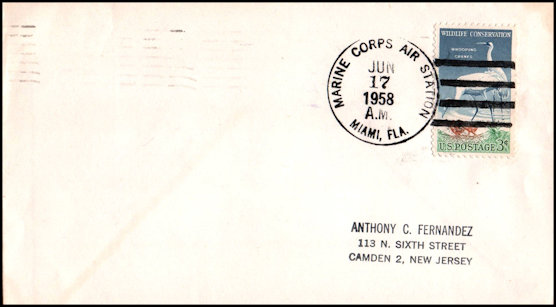 MARINE CORPS AIR STATION
JUN
17
1958
A.M.
MIAMI, FLA.
WILDLIFE CONSERVATION
WHOOPING
CRANES
U.S. POSTAGE 3¢
ANTHONY C. FERNANDEZ
113 N. SIXTH STREET
CAMDEN 2, NEW JERSEY